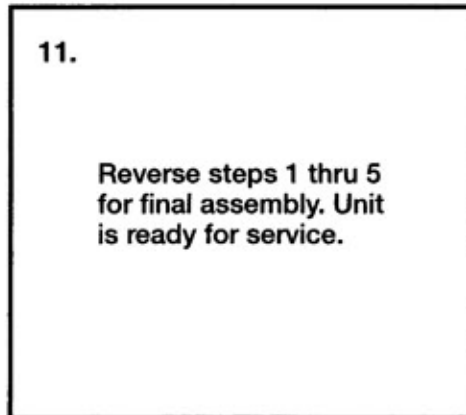 11.
Reverse steps 1 thru 5
for final assembly. Unit
is ready for service.